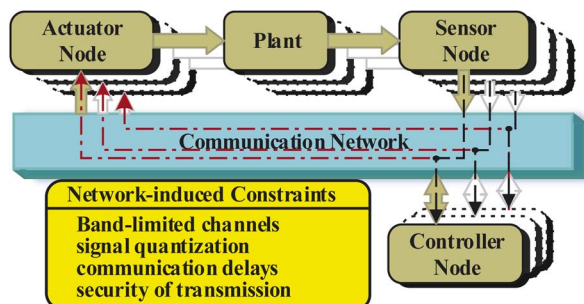 Actuator
Node
Plant
Sensor
Node
Communication Network
Network-induced Constraints
Band-limited channels
signal quantization
communication delays
security of transmission
Controller
Node